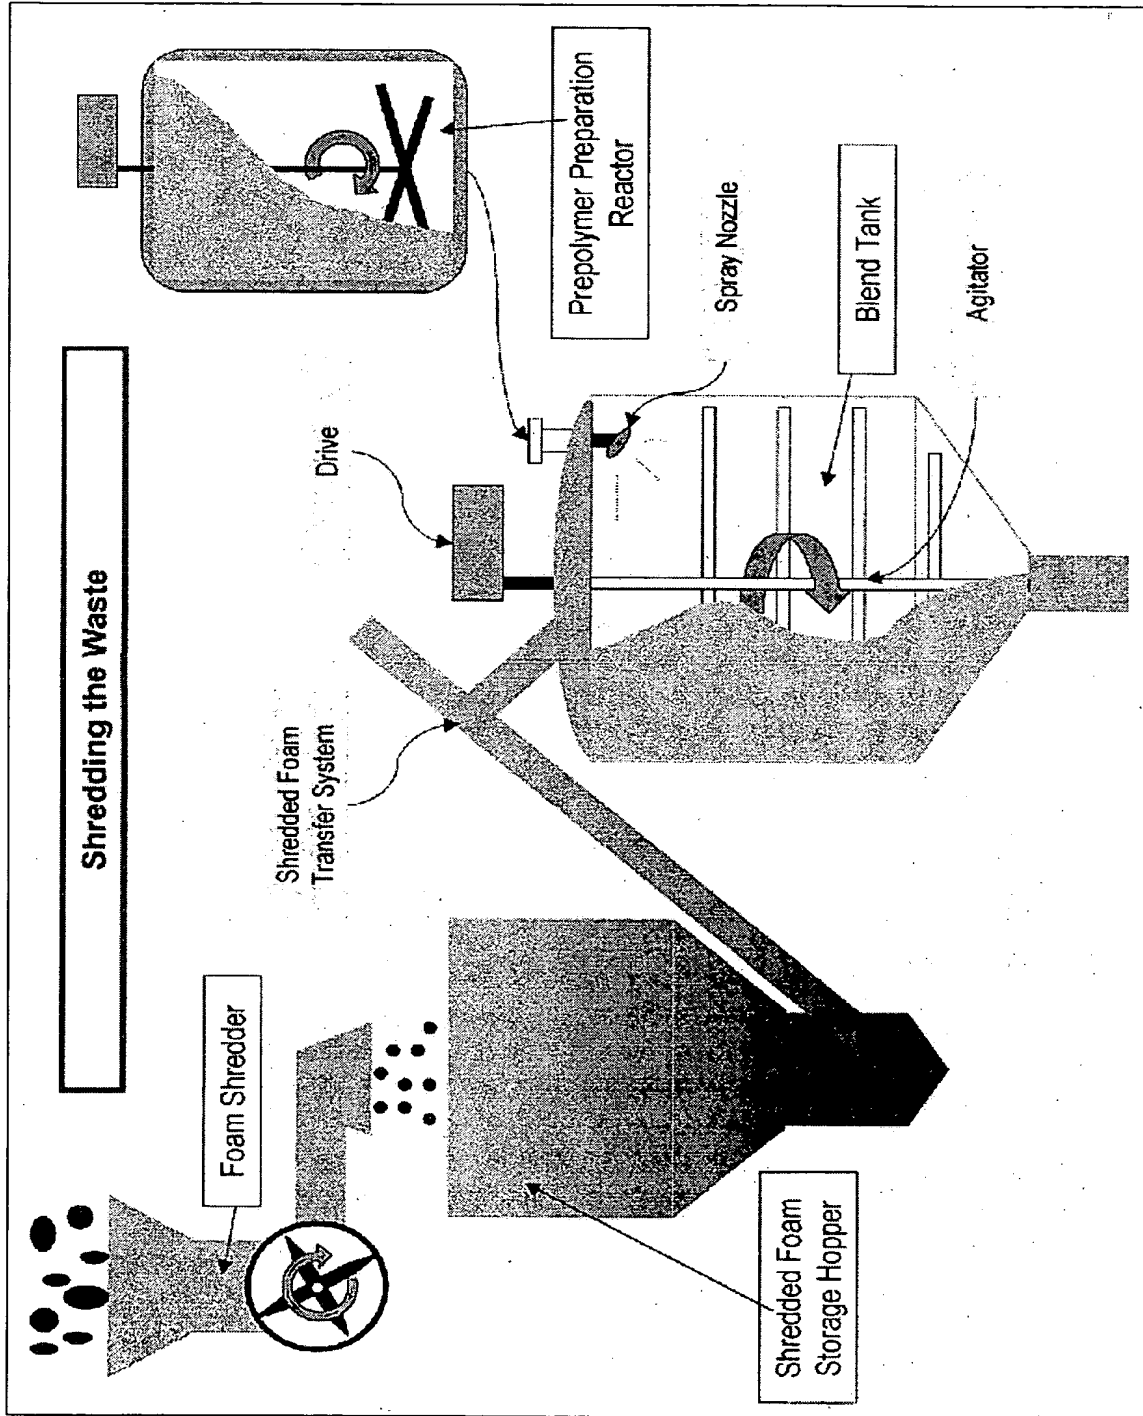 Shredding the Waste
Foam Shredder
Shredded Foam
Transfer System
Drive
Prepolymer Preparation
Reactor
Spray Nozzle
Blend Tank
Agitator
Shredded Foam
Storage Hopper